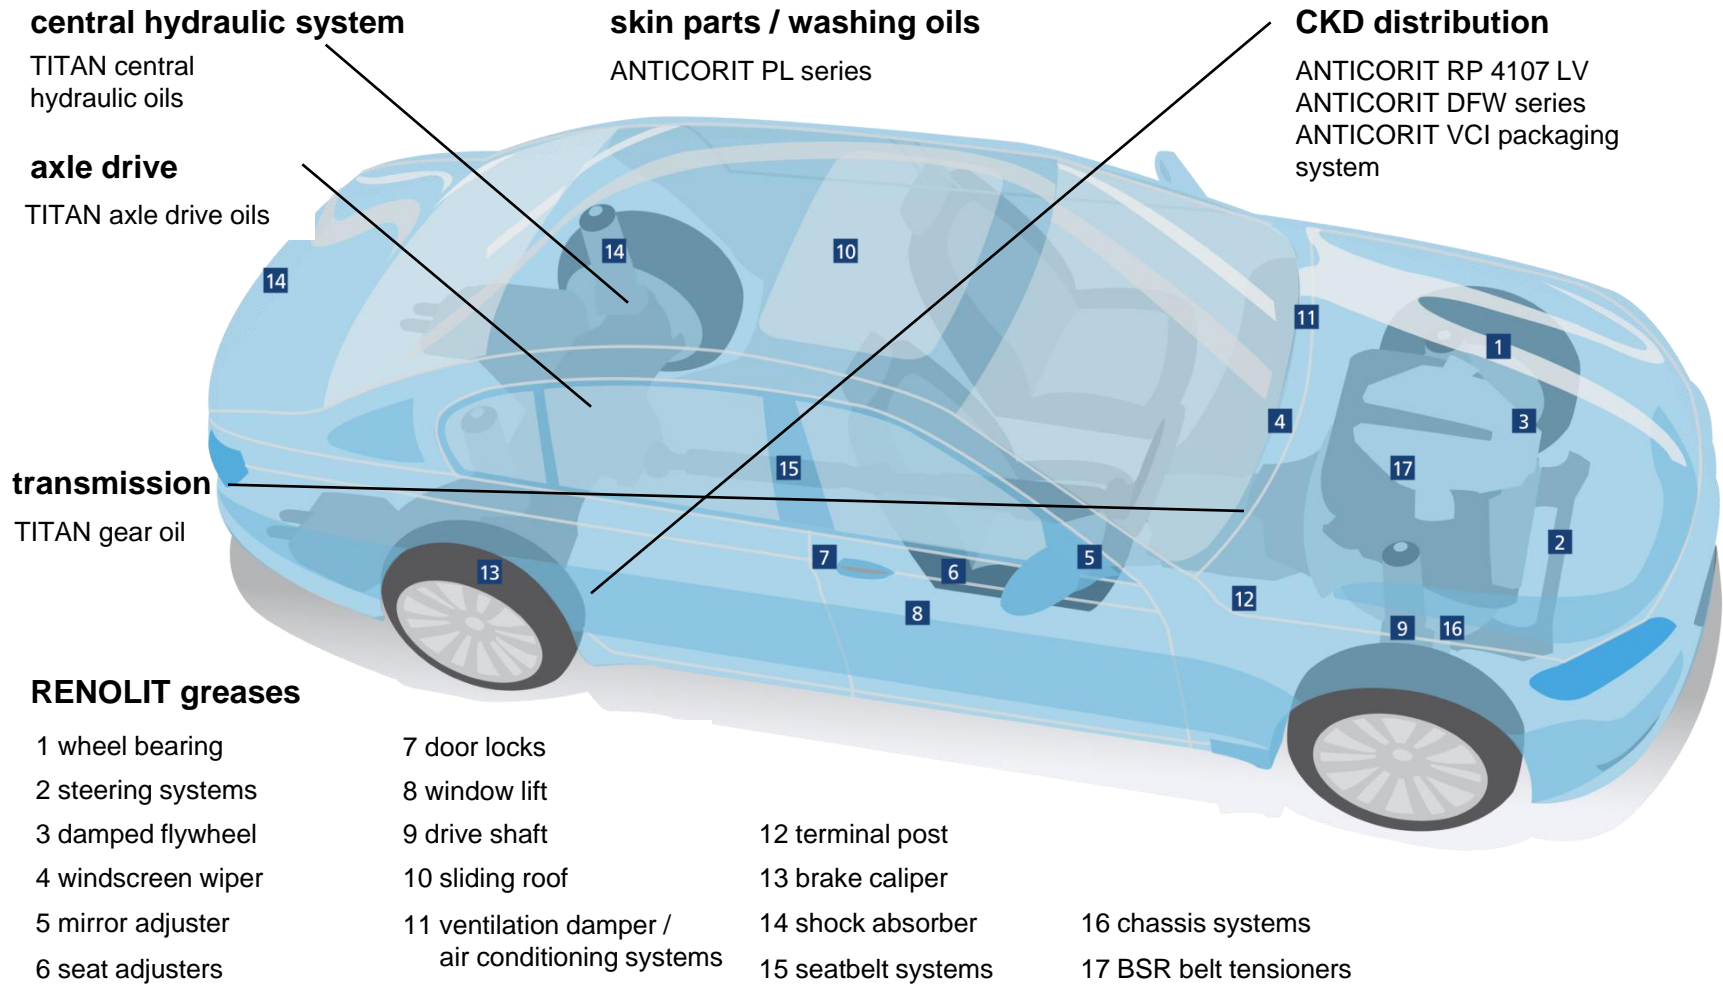 central hydraulic system
TITAN central
hydraulic oils
skin parts / washing oils
ANTICORIT PL series
CKD distribution
ANTICORIT RP 4107 LV
ANTICORIT DFW series
ANTICORIT VCI packaging
system
axle drive
TITAN axle drive oils
14
14
10
11
1
4
3
15
17
transmission
TITAN gear oil
7
6
5
2
13
8
12
9
16
RENOLIT greases
1 wheel bearing
2 steering systems
3 damped flywheel
4 windscreen wiper
5 mirror adjuster
6 seat adjusters
7 door locks
8 window lift
9 drive shaft
10 sliding roof
11 ventilation damper /
air conditioning systems
12 terminal post
13 brake caliper
14 shock absorber
15 seatbelt systems
16 chassis systems
17 BSR belt tensioners